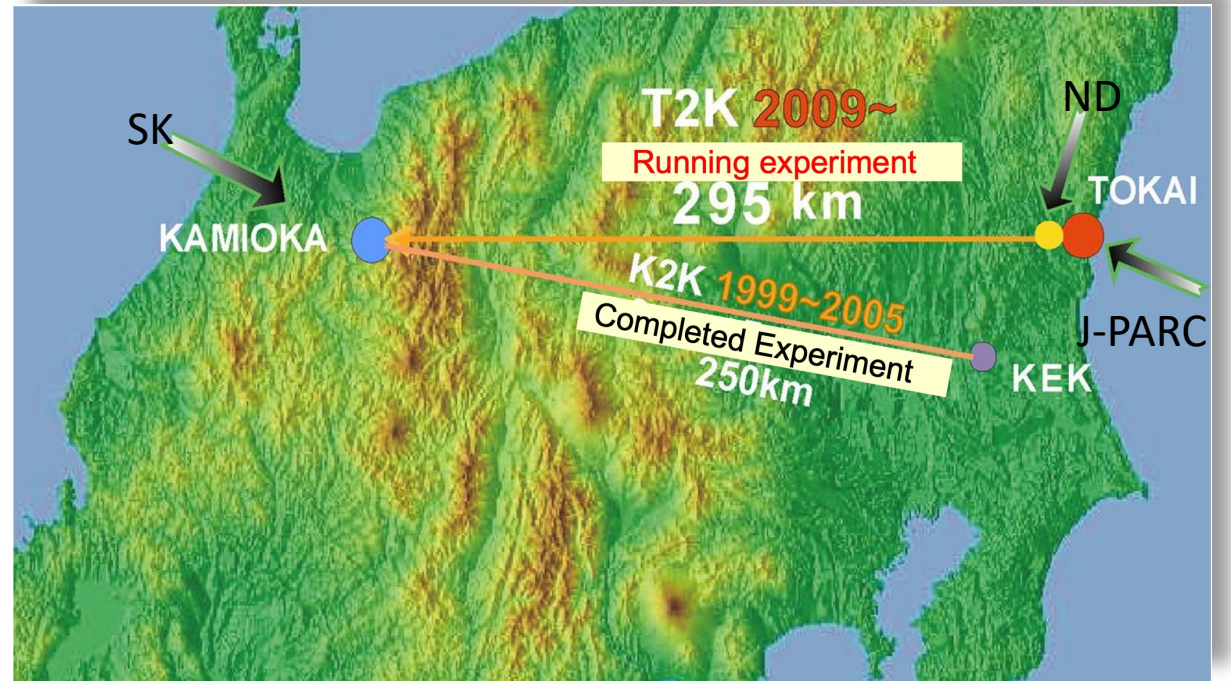 T2K 2009~
Running experiment
295 km
ND
SK
TOKAI
KAMIOKA
K2K 1999~2005
Completed Experiment
250km
J-PARC
KEK